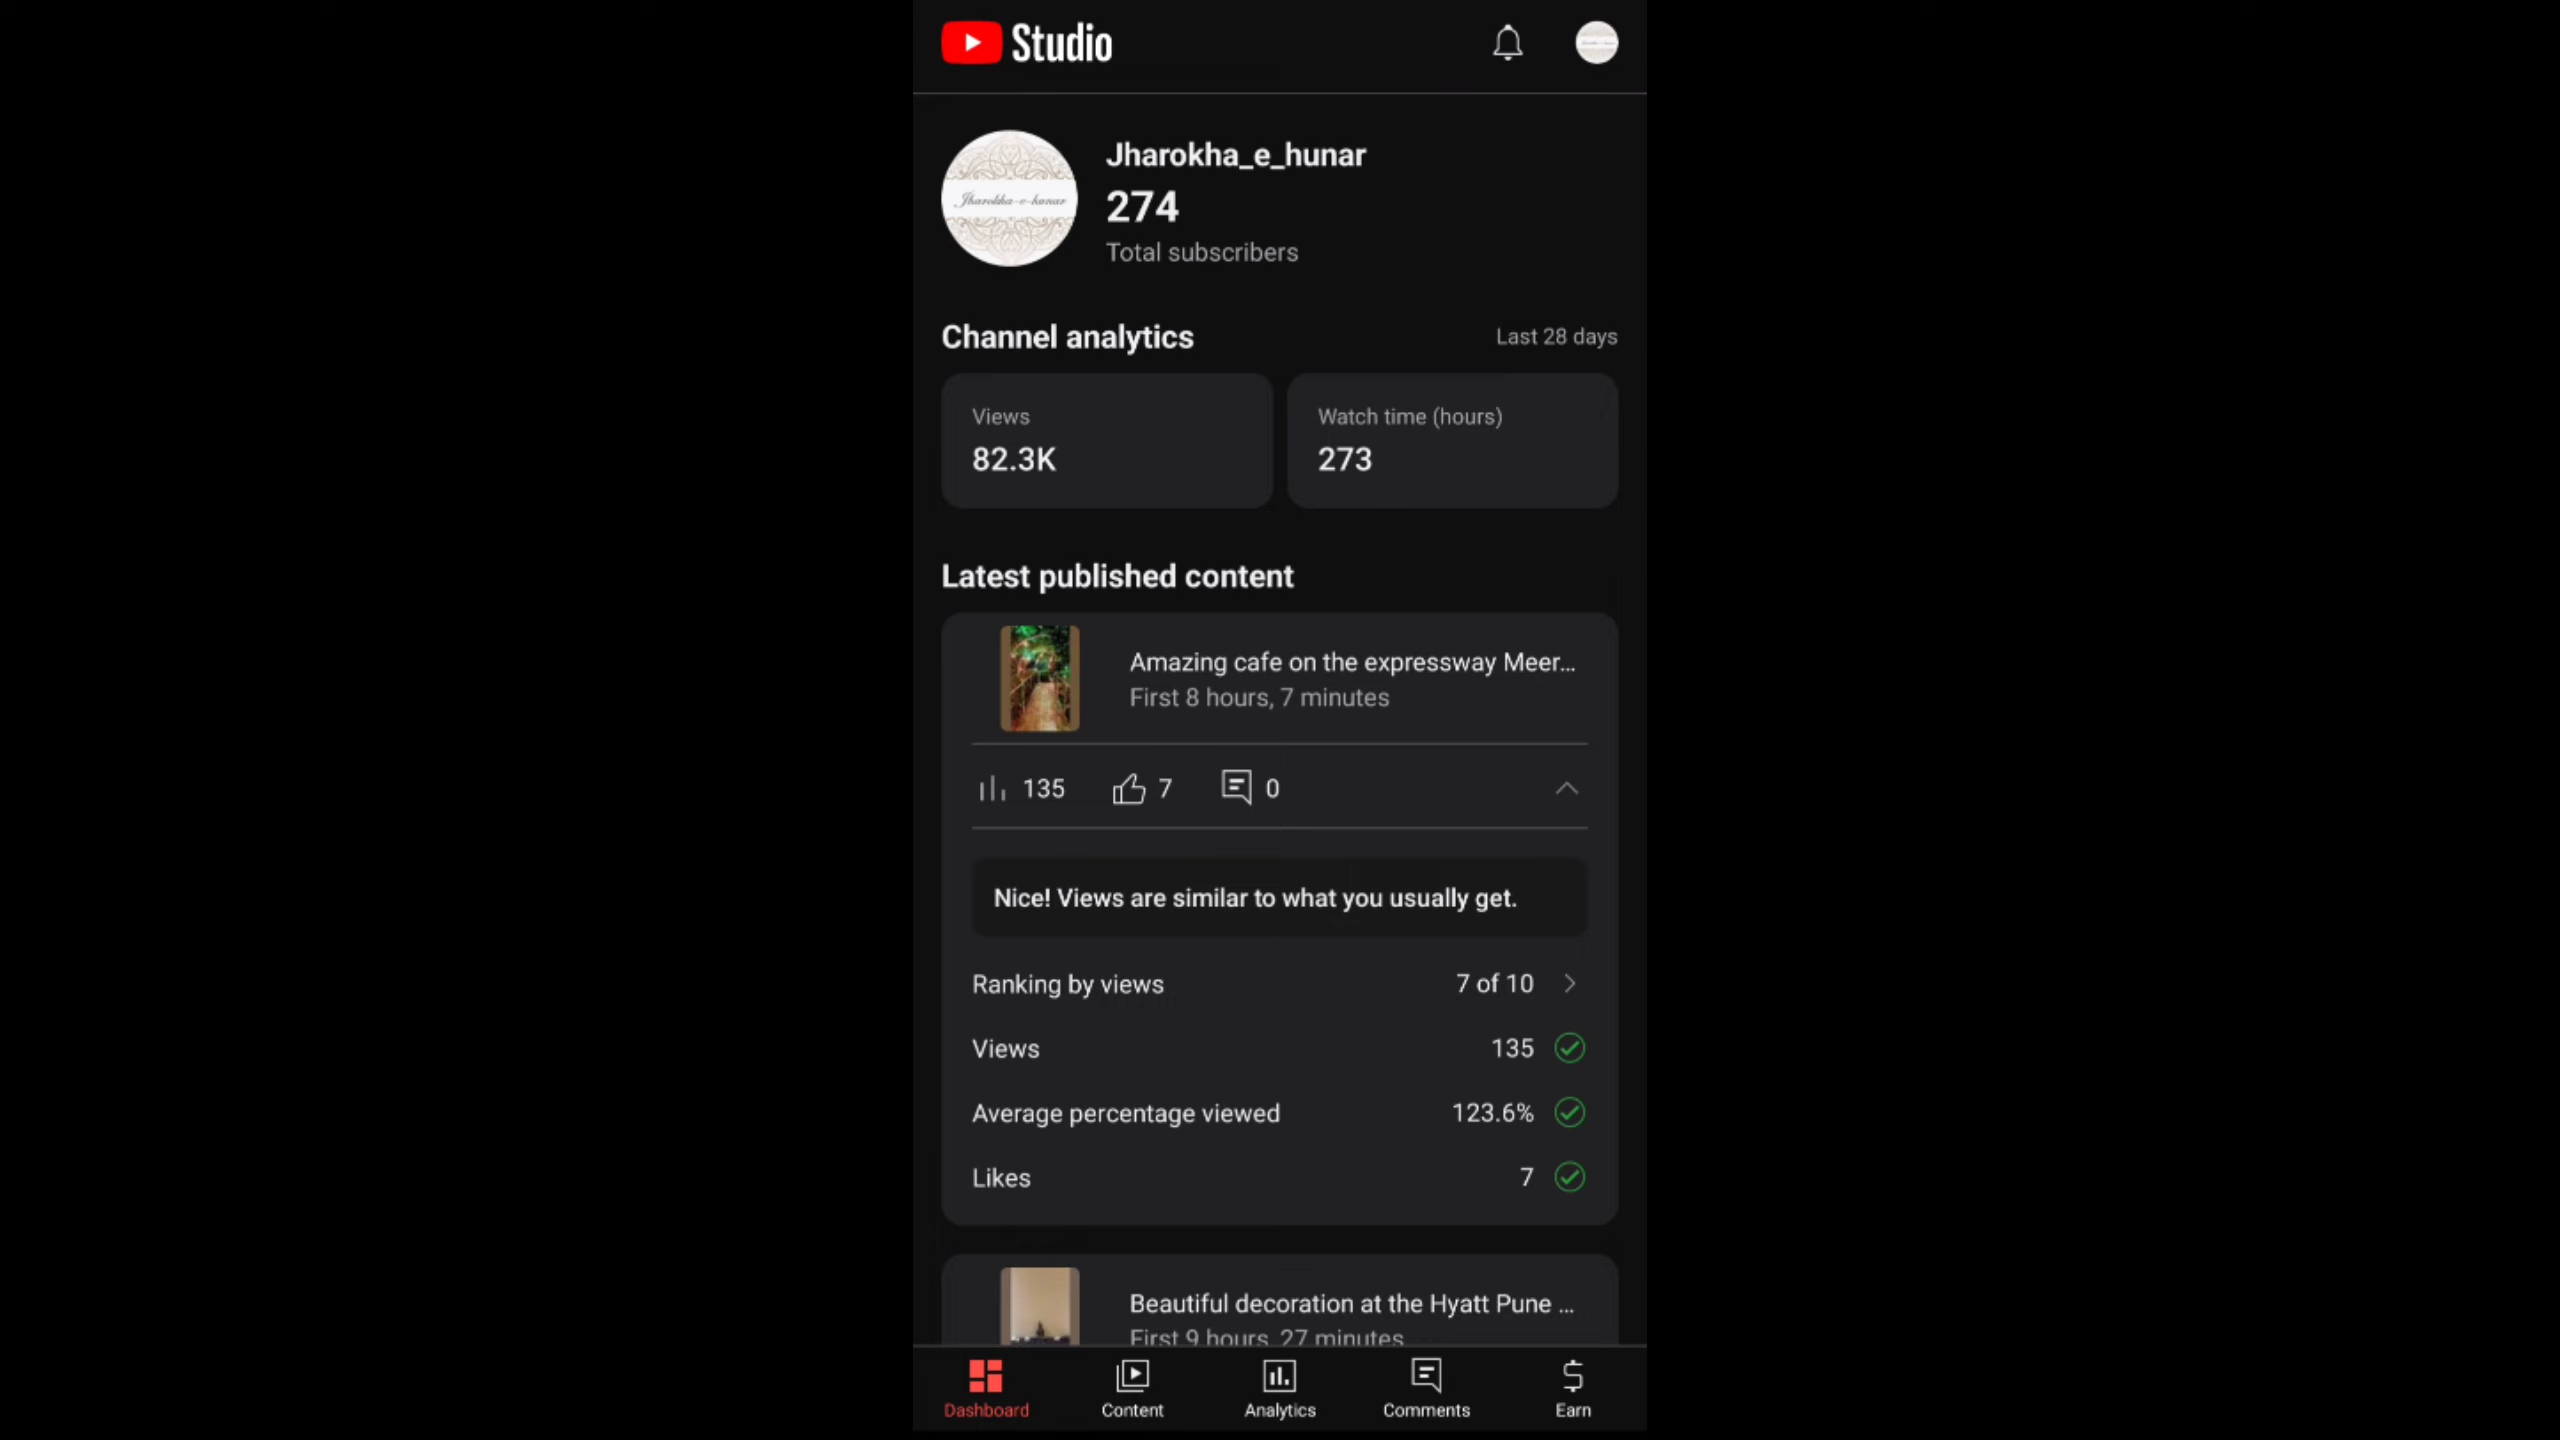 Studio
Jharokha_e_hunar
Jharokha-e-hunar
274
Total subscribers
Channel analytics
Last 28 days
Views
Watch time (hours)
82.3K
273
Latest published content
Amazing cafe on the expressway Meer...
First 8 hours, 7 minutes
135 7 0
Nice! Views are similar to what you usually get.
Ranking by views 7 of 10
Views 135
Average percentage viewed 123.6%
Likes 7
Beautiful decoration at the Hyatt Pune ...
First 9 hours, 27 minutes
Dashboard Content Analytics Comments Earn